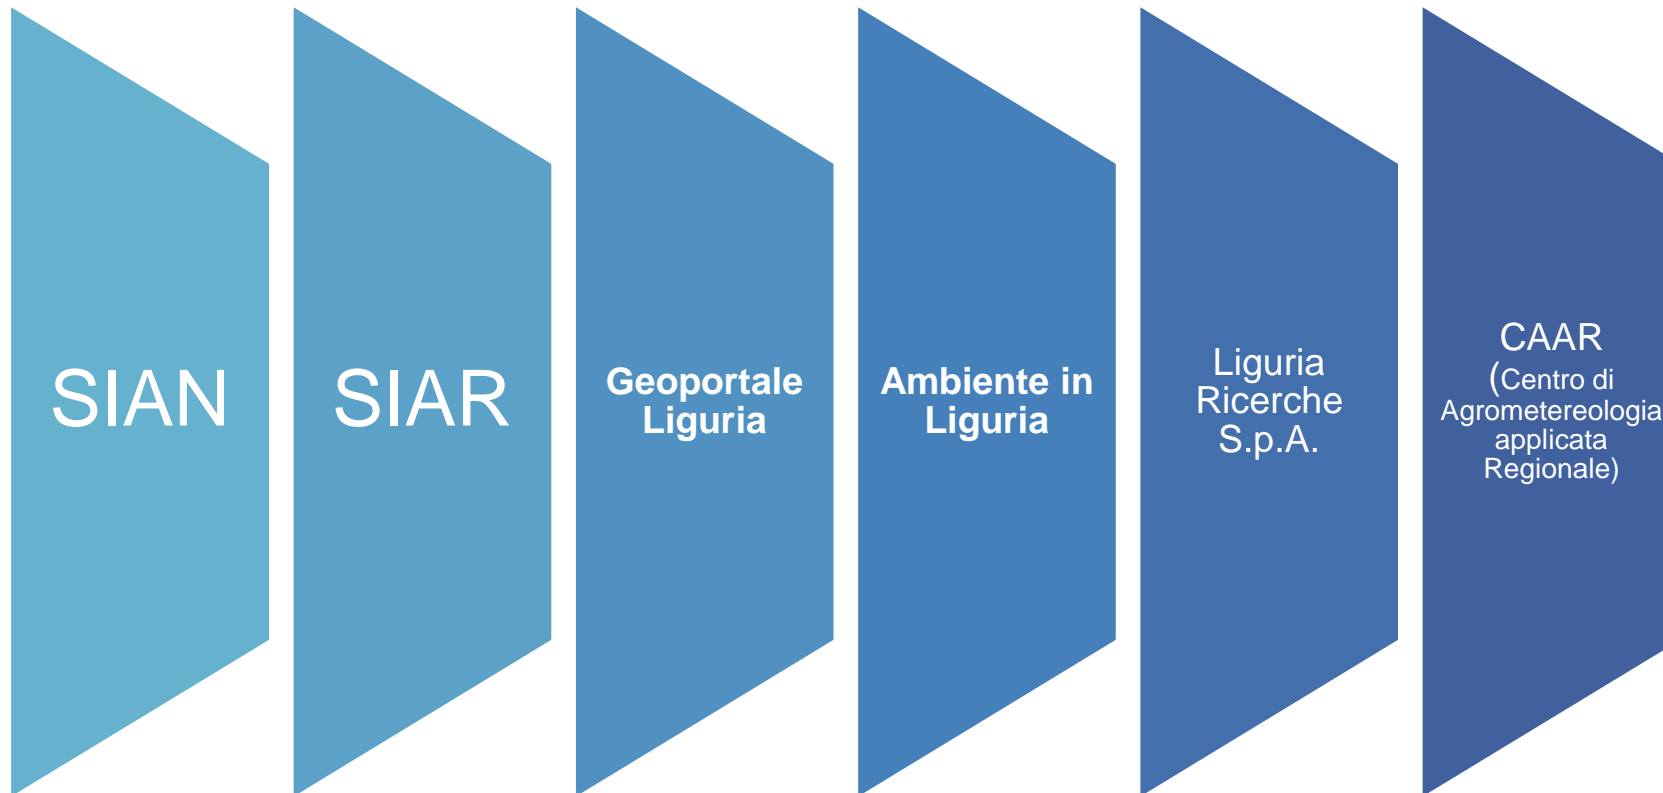 SIAN
SIAR
Geoportale
Liguria
Ambiente in
Liguria
Liguria
Ricerche
S.p.A.
CAAR
(Centro di
Agrometereologia
applicata
Regionale)